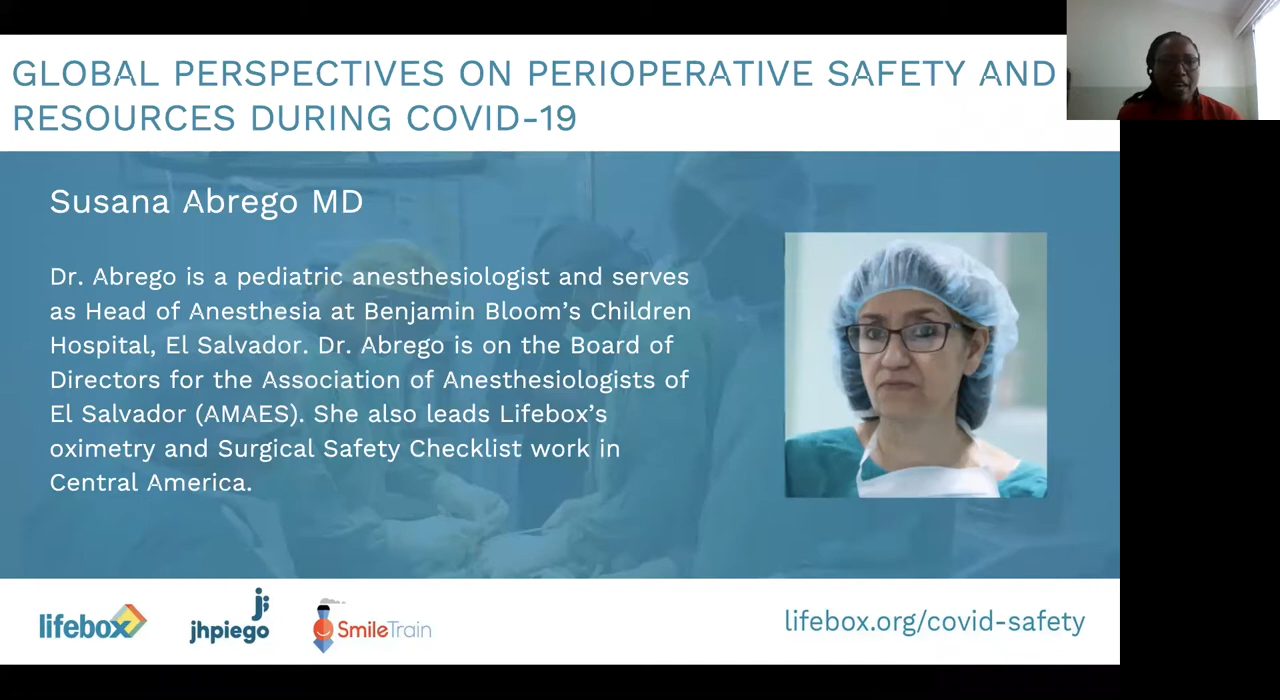 GLOBAL PERSPECTIVES ON PERIOPERATIVE SAFETY AND
RESOURCES DURING COVID-19
Susana Abrego MD
Dr. Abrego is a pediatric anesthesiologist and serves
as Head of Anesthesia at Benjamin Bloom’s Children
Hospital, El Salvador. Dr. Abrego is on the Board of
Directors for the Association of Anesthesiologists of
El Salvador (AMAES). She also leads Lifebox’s
oximetry and Surgical Safety Checklist work in
Central America.
lifebox
jhpiego
SmileTrain
lifebox.org/covid-safety